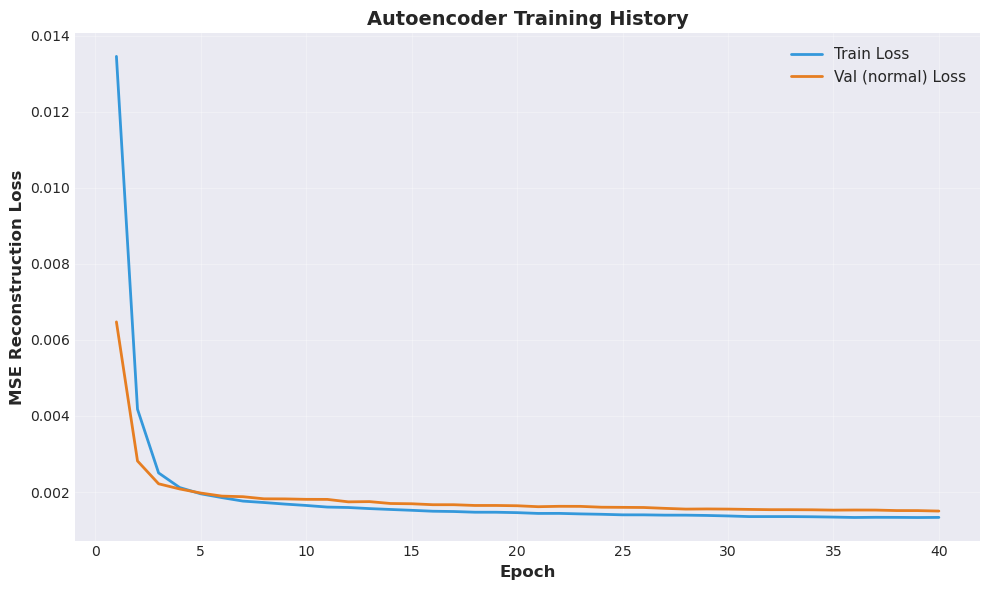 Autoencoder Training History
Train Loss
Val (normal) Loss
MSE Reconstruction Loss
0.014
0.012
0.010
0.008
0.006
0.004
0.002
0 5 10 15 20 25 30 35 40
Epoch